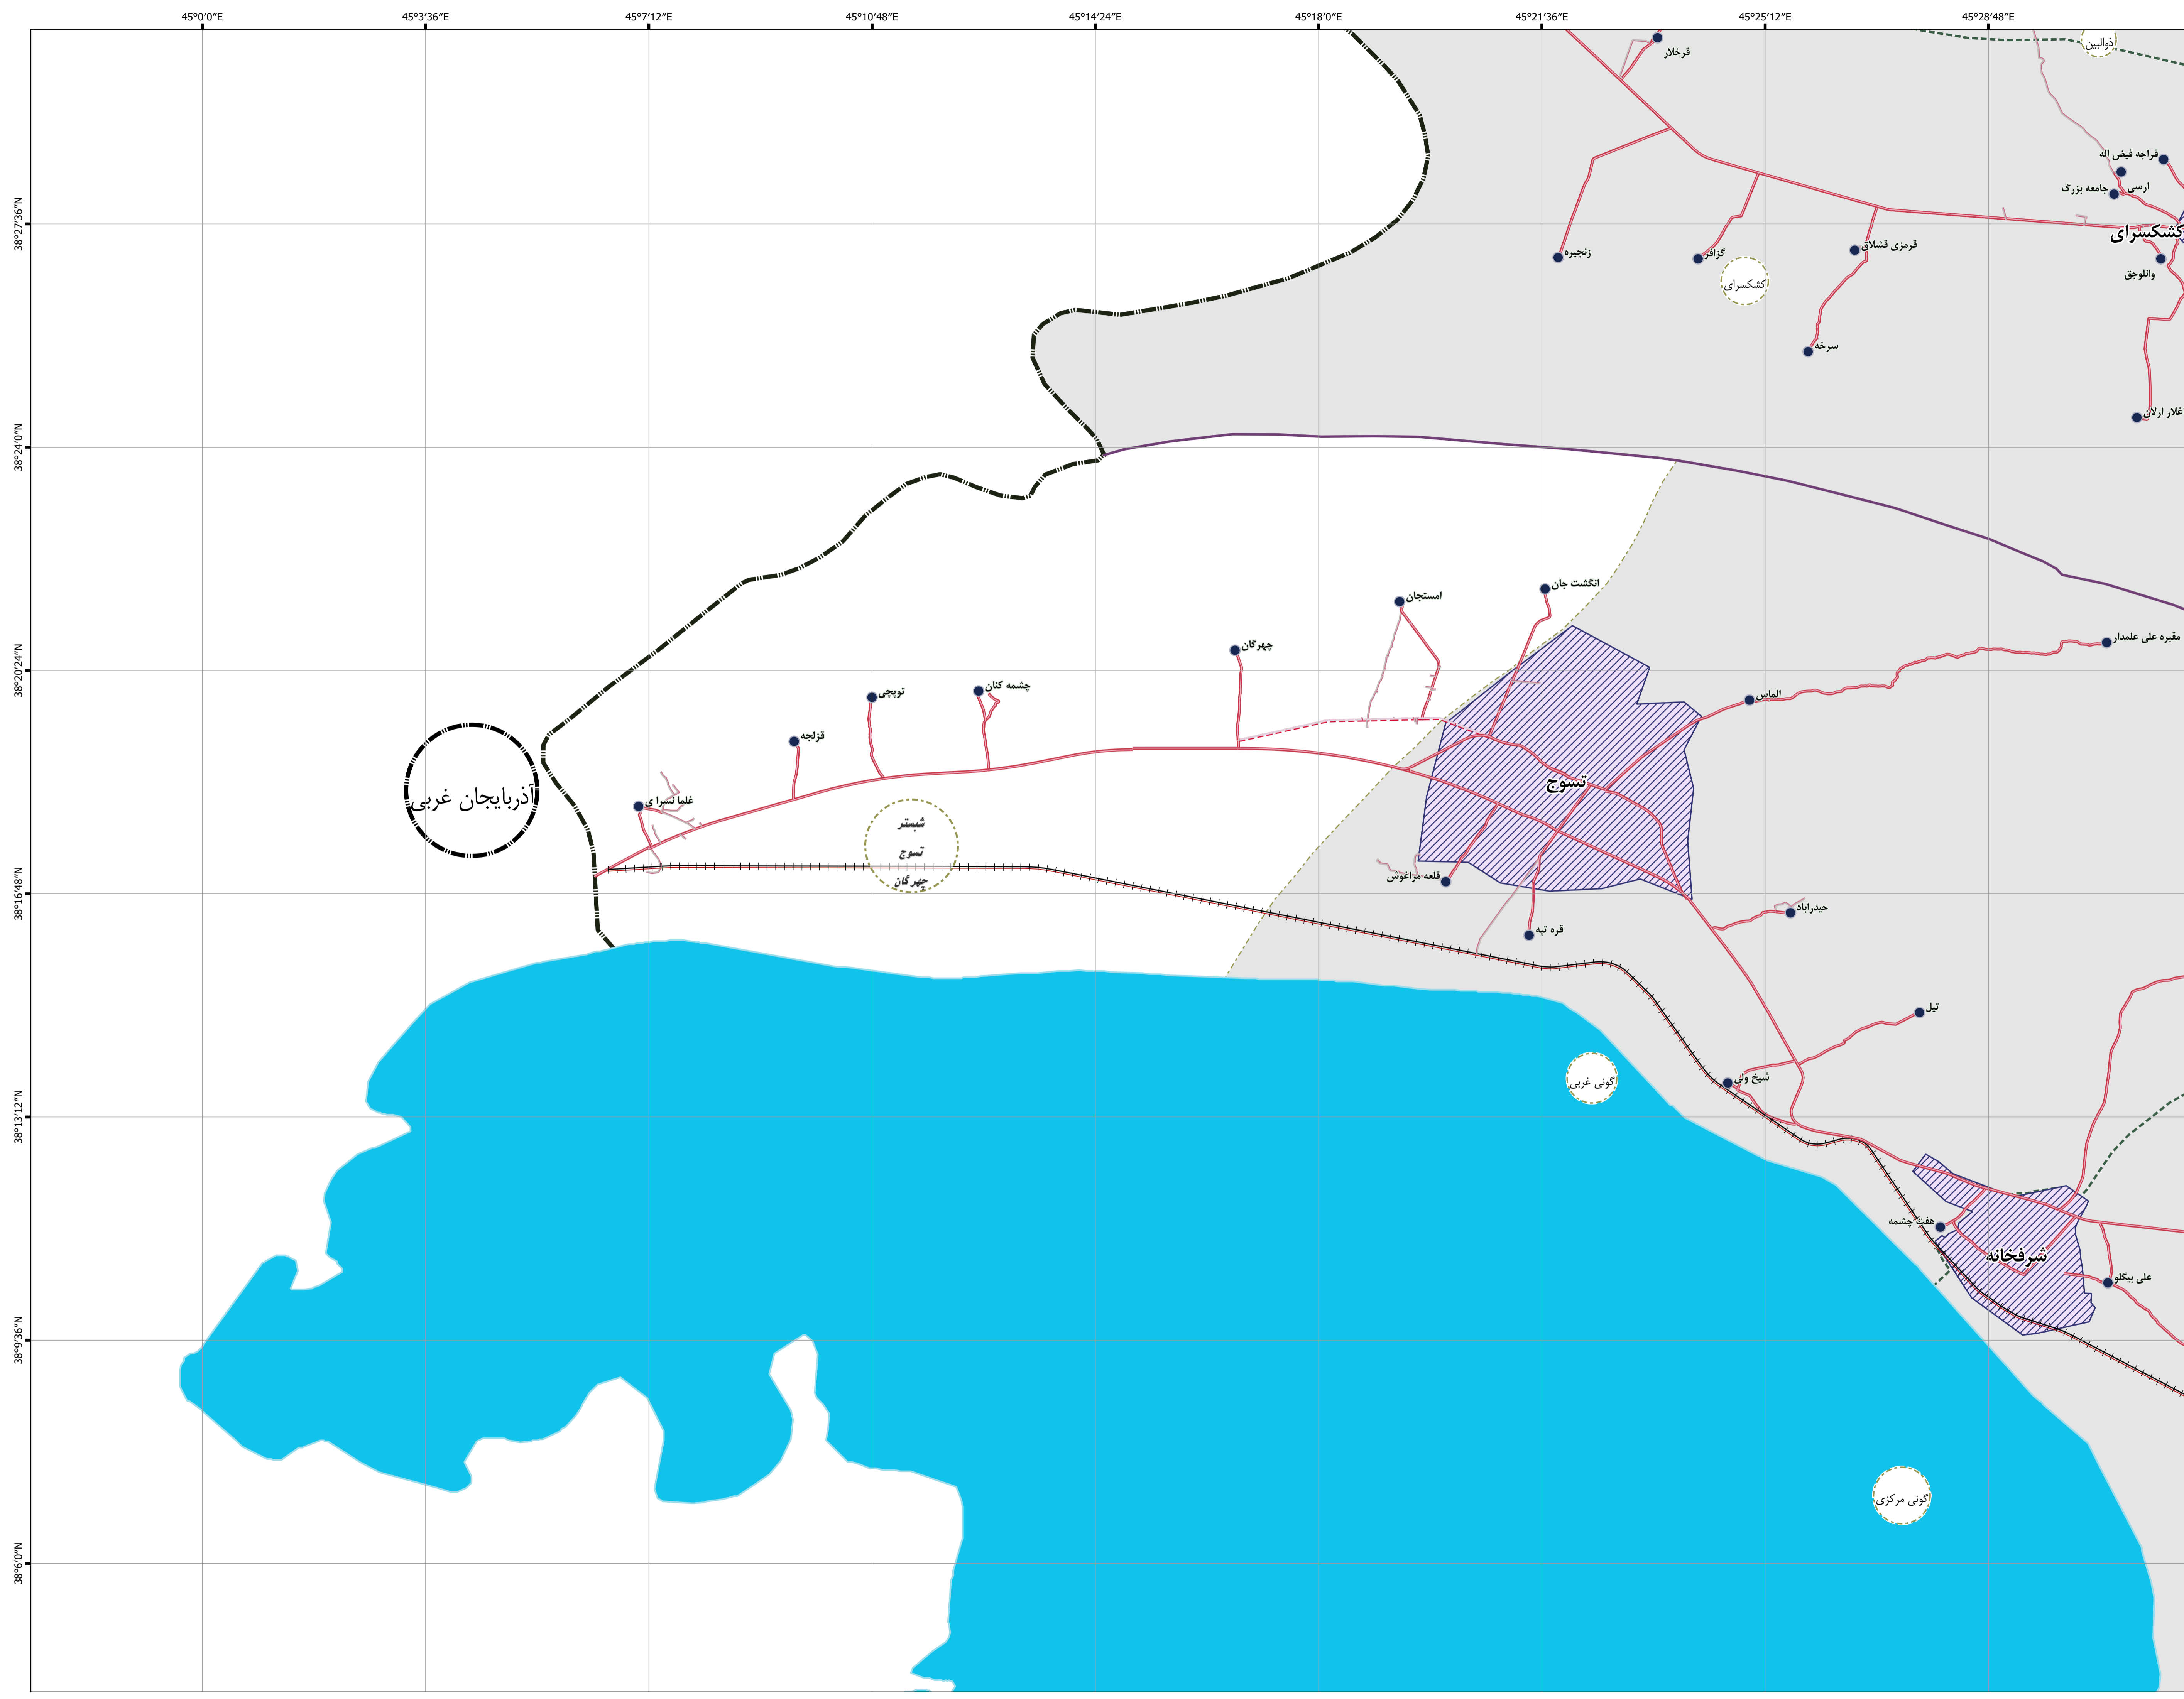 45°0'0"E
45°3'36"E
45°7'12"E
45°10'48"E
45°14'24"E
45°18'0"E
45°21'36"E
45°25'12"E
45°28'48"E
38°27'36"N
38°24'0"N
38°20'24"N
38°16'48"N
38°13'12"N
38°9'36"N
38°6'0"N
ذوالبین
قرخلار
قراجه فیض اله
ارسی
جامعه بزرگ
کشکسرای
وانلوجق
زنجیره
گزافر
قرمزی قشلاق
کشکسرای
سرخه
اغلار ارلان
انگشت جان
امستجان
چهرگان
مقبره علی علمدار
چشمه کنان
توپچی
الماس
قزلجه
تسوج
آذربایجان غربی
غلما نسرا ی
شبستر
تسوج
چهرگان
قلعه مراغوش
حیدراباد
قره تپه
تیل
شیخ ولی
گونی غربی
هفت چشمه
شرفخانه
علی بیگلو
گونی مرکزی